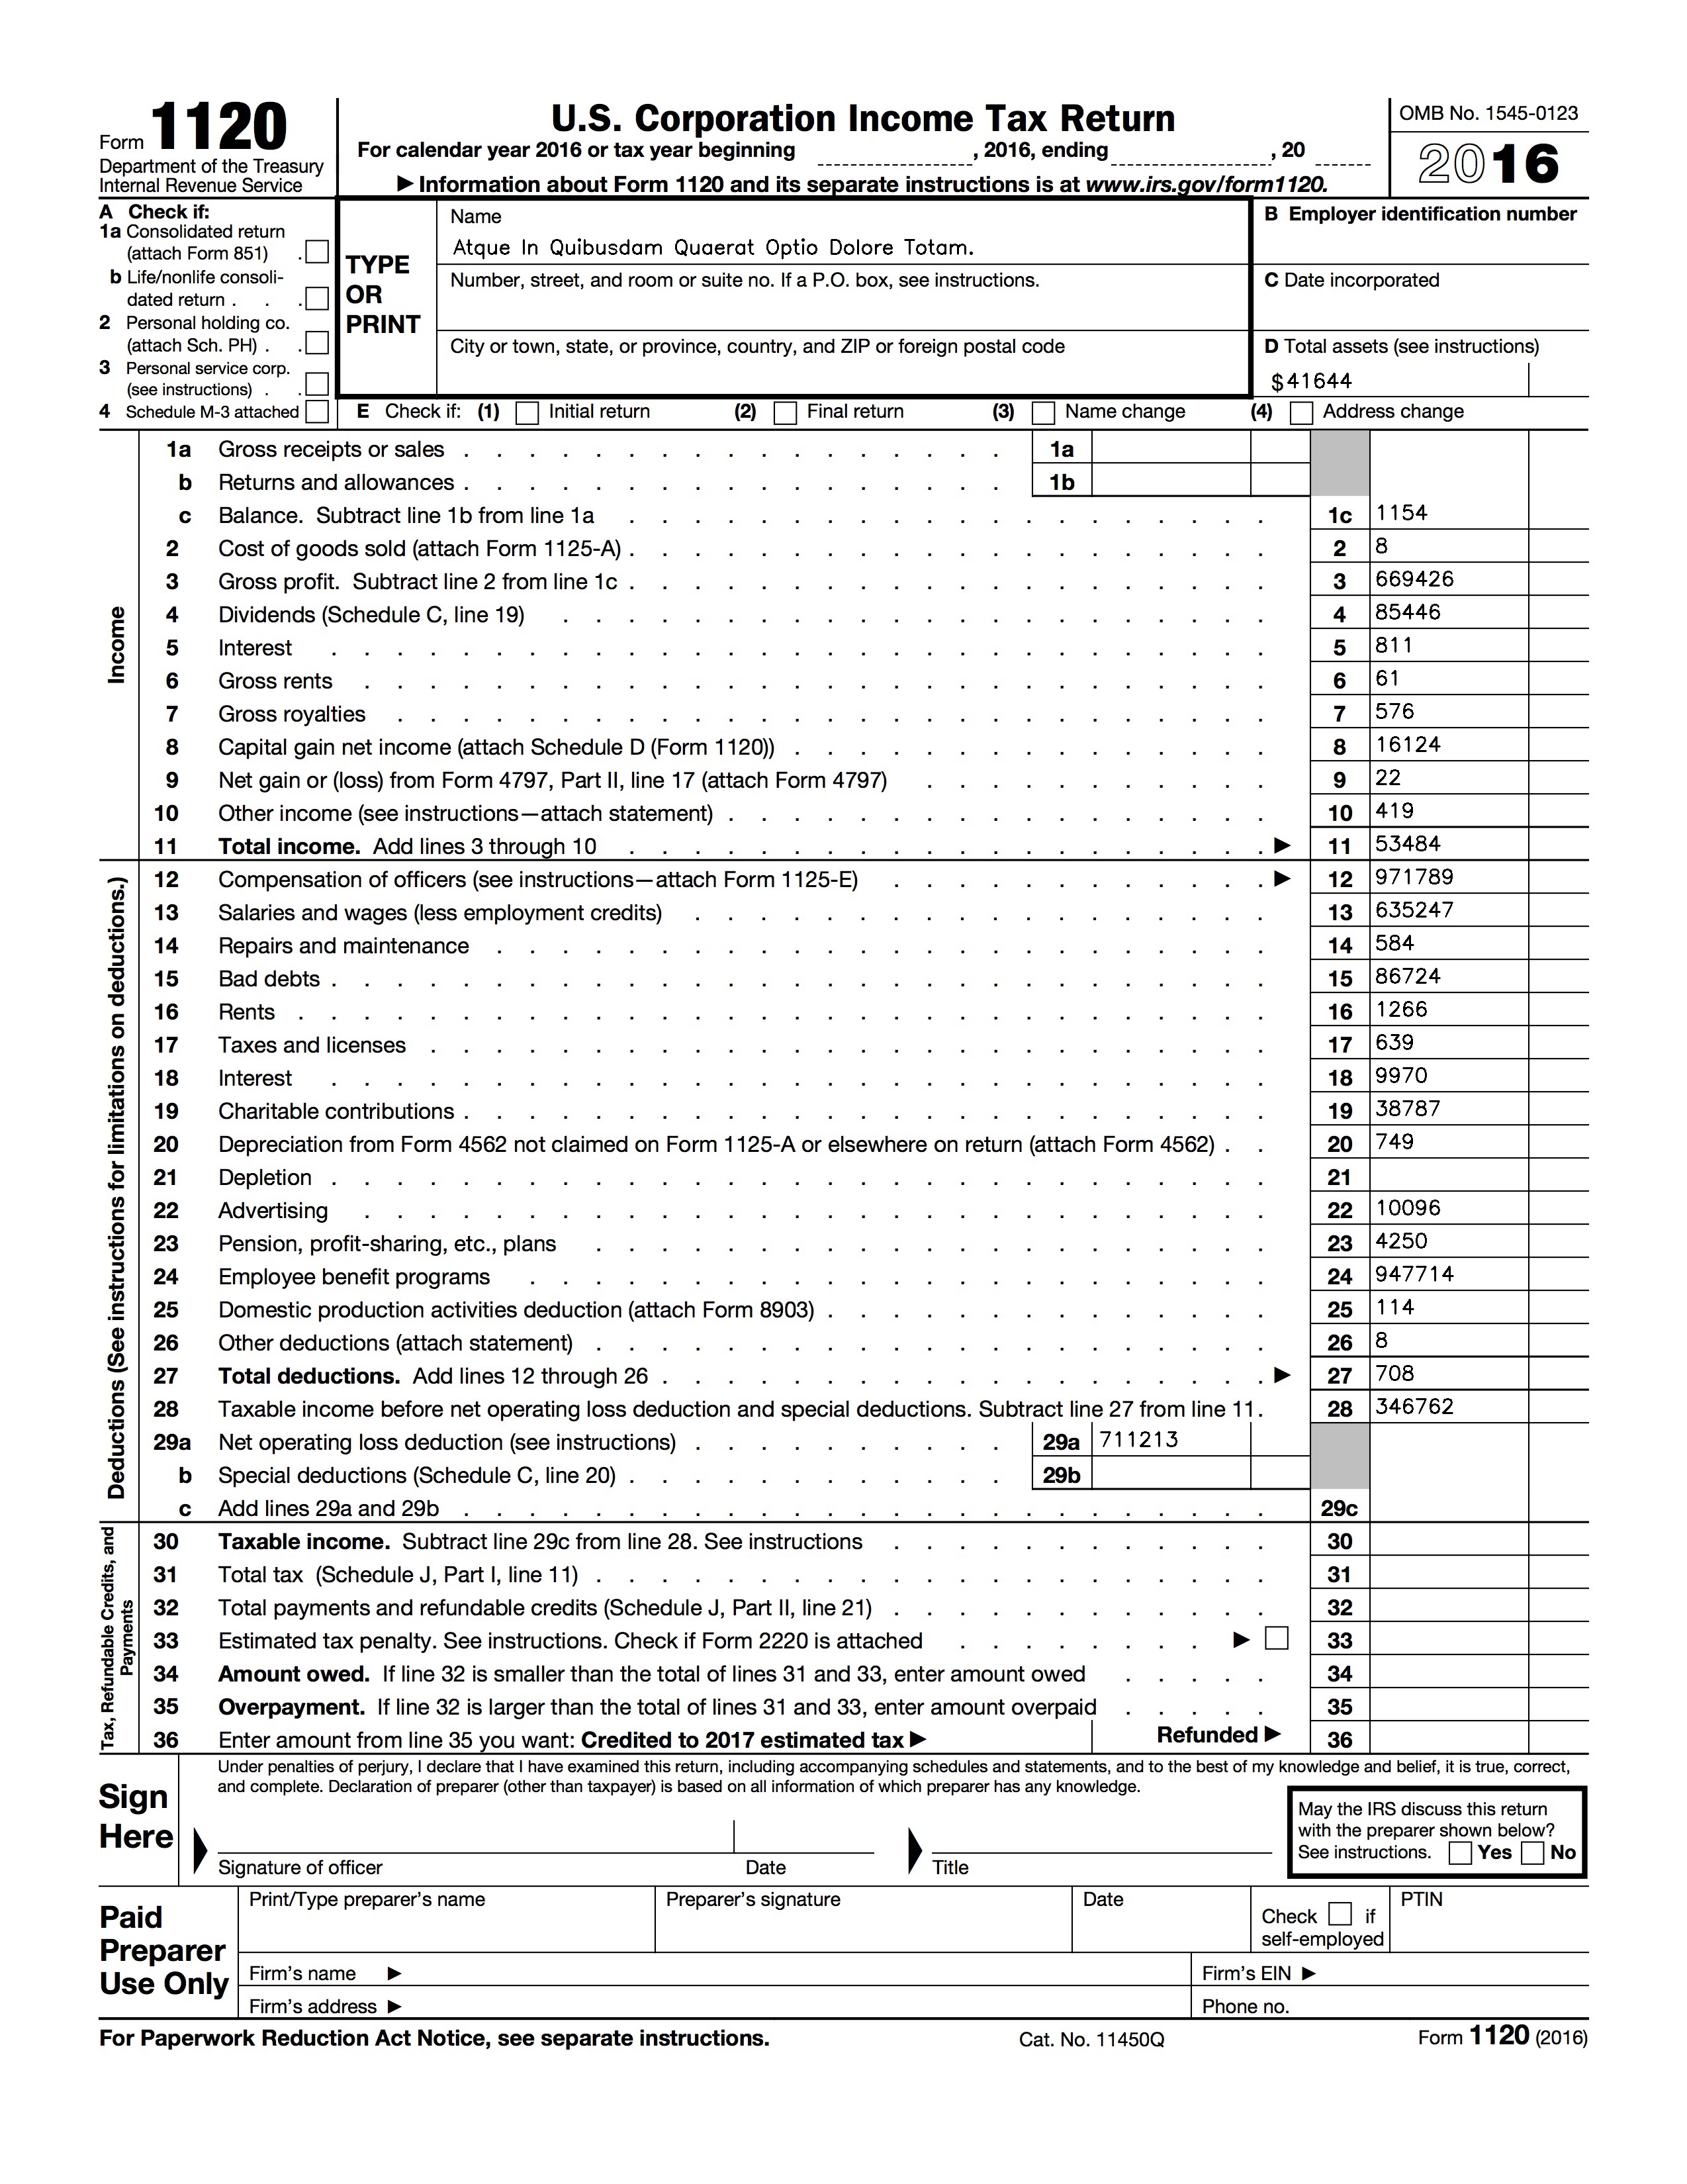 Form 1120
Department of the Treasury
Internal Revenue Service
U.S. Corporation Income Tax Return
For calendar year 2016 or tax year beginning , 2016, ending , 20
▶ Information about Form 1120 and its separate instructions is at www.irs.gov/form1120.
OMB No. 1545-0123
2016
A Check if:
1a Consolidated return
(attach Form 851) .
b Life/nonlife consoli-
dated return . . .
2 Personal holding co.
(attach Sch. PH) . .
3 Personal service corp.
(see instructions) . .
4 Schedule M-3 attached
TYPE
OR
PRINT
Name
Atque In Quibusdam Quaerat Optio Dolore Totam.
Number, street, and room or suite no. If a P.O. box, see instructions.
City or town, state, or province, country, and ZIP or foreign postal code
B Employer identification number
C Date incorporated
D Total assets (see instructions)
$ 41644
E Check if: (1) Initial return (2) Final return (3) Name change (4) Address change
Income
1a Gross receipts or sales 1a
b Returns and allowances 1b
c Balance. Subtract line 1b from line 1a 1c 1154
2 Cost of goods sold (attach Form 1125-A) 2 8
3 Gross profit. Subtract line 2 from line 1c 3 669426
4 Dividends (Schedule C, line 19) 4 85446
5 Interest 5 811
6 Gross rents 6 61
7 Gross royalties 7 576
8 Capital gain net income (attach Schedule D (Form 1120)) 8 16124
9 Net gain or (loss) from Form 4797, Part II, line 17 (attach Form 4797) 9 22
10 Other income (see instructions—attach statement) 10 419
11 Total income. Add lines 3 through 10 ▶ 11 53484
Deductions (See instructions for limitations on deductions.)
12 Compensation of officers (see instructions—attach Form 1125-E) ▶ 12 971789
13 Salaries and wages (less employment credits) 13 635247
14 Repairs and maintenance 14 584
15 Bad debts 15 86724
16 Rents 16 1266
17 Taxes and licenses 17 639
18 Interest 18 9970
19 Charitable contributions 19 38787
20 Depreciation from Form 4562 not claimed on Form 1125-A or elsewhere on return (attach Form 4562) 20 749
21 Depletion 21
22 Advertising 22 10096
23 Pension, profit-sharing, etc., plans 23 4250
24 Employee benefit programs 24 947714
25 Domestic production activities deduction (attach Form 8903) 25 114
26 Other deductions (attach statement) 26 8
27 Total deductions. Add lines 12 through 26 ▶ 27 708
28 Taxable income before net operating loss deduction and special deductions. Subtract line 27 from line 11. 28 346762
29a Net operating loss deduction (see instructions) 29a 711213
b Special deductions (Schedule C, line 20) 29b
c Add lines 29a and 29b 29c
Tax, Refundable Credits, and
Payments
30 Taxable income. Subtract line 29c from line 28. See instructions 30
31 Total tax (Schedule J, Part I, line 11) 31
32 Total payments and refundable credits (Schedule J, Part II, line 21) 32
33 Estimated tax penalty. See instructions. Check if Form 2220 is attached ▶ 33
34 Amount owed. If line 32 is smaller than the total of lines 31 and 33, enter amount owed 34
35 Overpayment. If line 32 is larger than the total of lines 31 and 33, enter amount overpaid 35
36 Enter amount from line 35 you want: Credited to 2017 estimated tax ▶ Refunded ▶ 36
Sign
Here
Under penalties of perjury, I declare that I have examined this return, including accompanying schedules and statements, and to the best of my knowledge and belief, it is true, correct,
and complete. Declaration of preparer (other than taxpayer) is based on all information of which preparer has any knowledge.
Signature of officer Date Title
May the IRS discuss this return
with the preparer shown below?
See instructions. Yes No
Paid
Preparer
Use Only
Print/Type preparer's name Preparer's signature Date
Check if
self-employed
PTIN
Firm's name ▶ Firm's EIN ▶
Firm's address ▶ Phone no.
For Paperwork Reduction Act Notice, see separate instructions. Cat. No. 11450Q Form 1120 (2016)